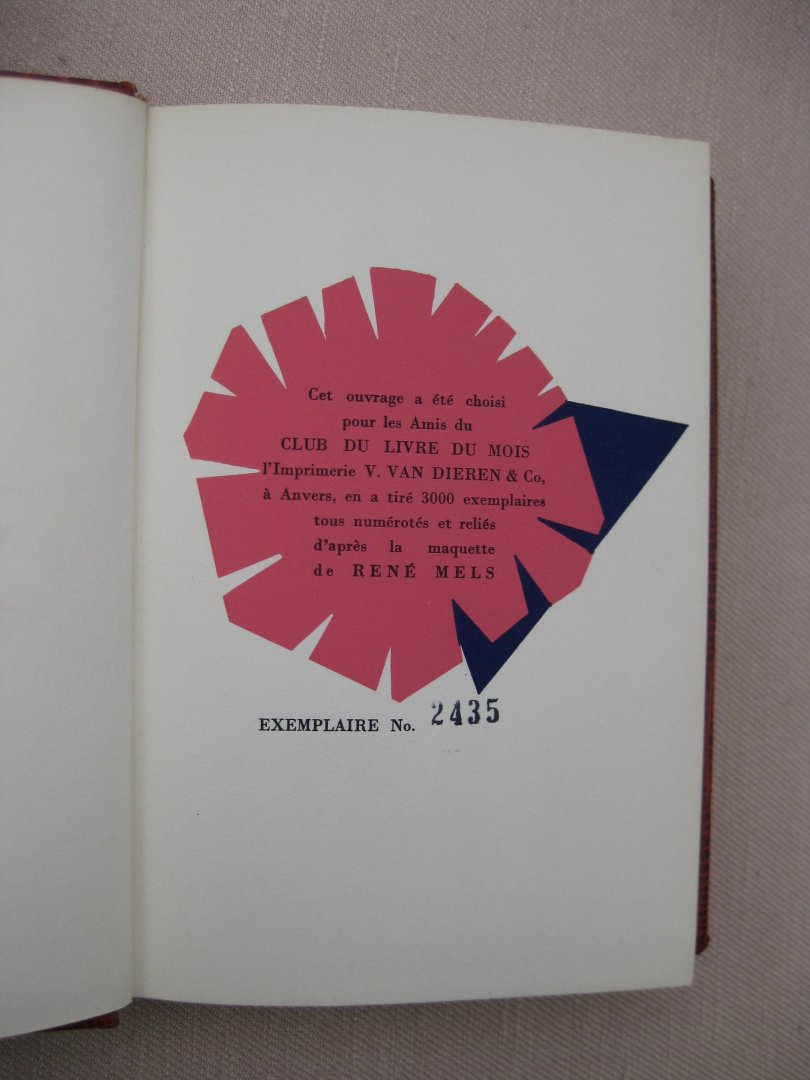 Cet ouvrage a été choisi
pour les Amis du
CLUB DU LIVRE DU MOIS
l'Imprimerie V. VAN DIEREN & Co,
à Anvers, en a tiré 3000 exemplaires
tous numérotés et reliés
d'après la maquette
de RENÉ MELS
EXEMPLAIRE No. 2435